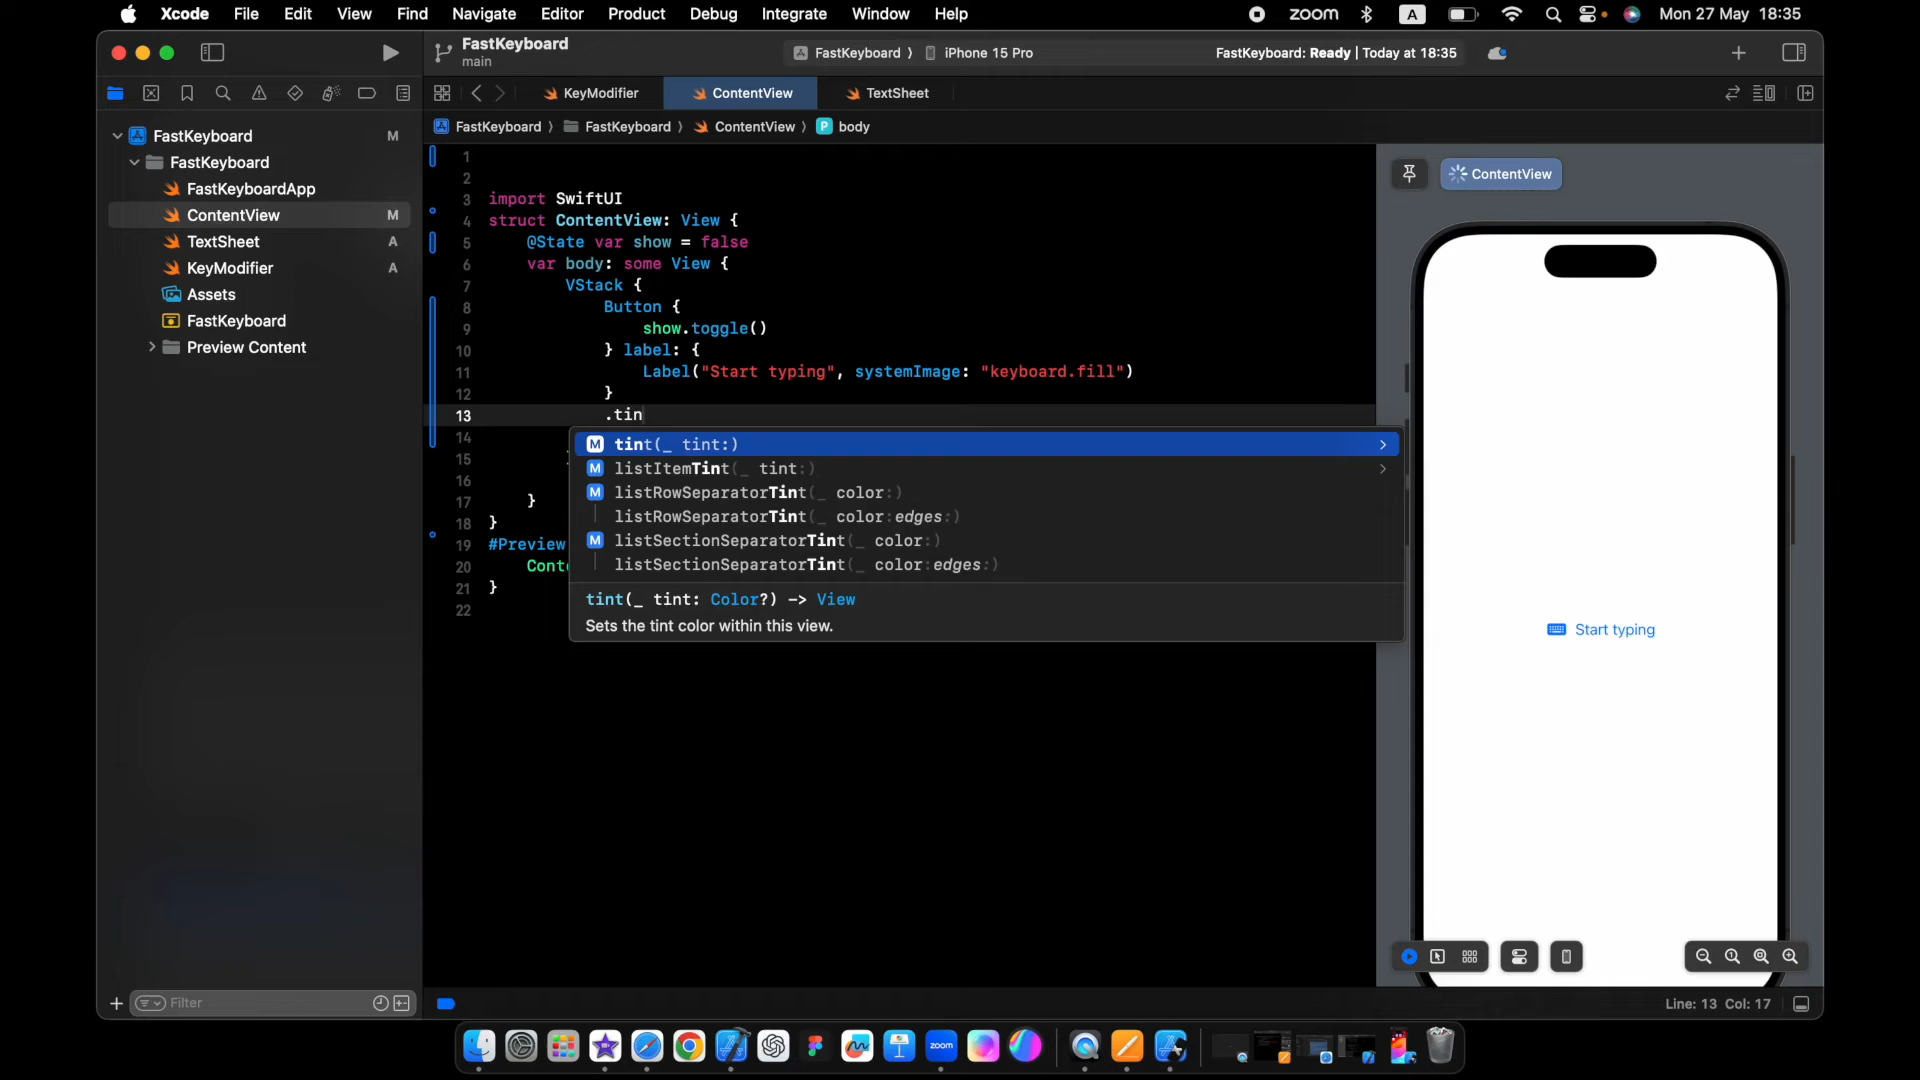 Xcode File Edit View Find Navigate Editor Product Debug Integrate Window Help zoom A Mon 27 May 18:35
FastKeyboard
main
FastKeyboard 〉 iPhone 15 Pro
FastKeyboard: Ready | Today at 18:35
KeyModifier
ContentView
TextSheet
FastKeyboard 〉 FastKeyboard 〉 ContentView 〉 P body
FastKeyboard M
FastKeyboard
FastKeyboardApp
ContentView M
TextSheet A
KeyModifier A
Assets
FastKeyboard
Preview Content
Filter
1
2
3 import SwiftUI
4 struct ContentView: View {
5 @State var show = false
6 var body: some View {
7 VStack {
8 Button {
9 show.toggle()
10 } label: {
11 Label("Start typing", systemImage: "keyboard.fill")
12 }
13 .tin
14
15
16
17 }
18 }
19 #Preview
20 Cont
21 }
22
M tint(_ tint:)
M listItemTint(_ tint:)
M listRowSeparatorTint(_ color:)
listRowSeparatorTint(_ color:edges:)
M listSectionSeparatorTint(_ color:)
listSectionSeparatorTint(_ color:edges:)
tint(_ tint: Color?) -> View
Sets the tint color within this view.
ContentView
Start typing
Line: 13 Col: 17
zoom